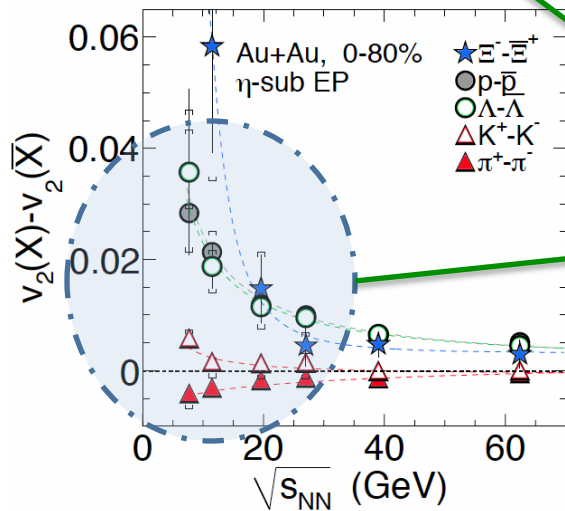 0.06
0.04
0.02
0
v₂(X)-v₂(X̅)
Au+Au, 0-80%
η-sub EP
Ξ⁻-Ξ̅⁺
p-p̅
Λ-Λ̅
K⁺-K⁻
π⁺-π⁻
0 20 40 60
√s_NN (GeV)